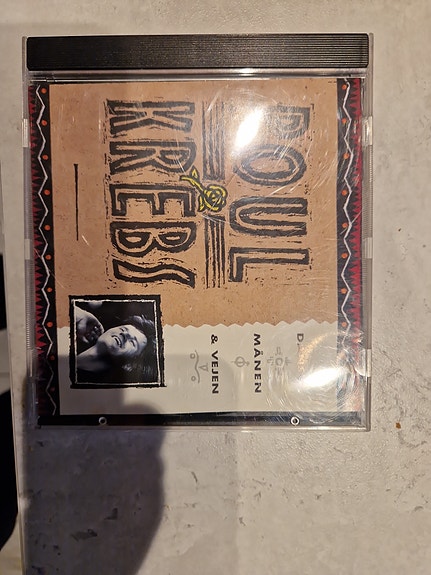 POUL
KREBS
MÅNEN
& VEJEN